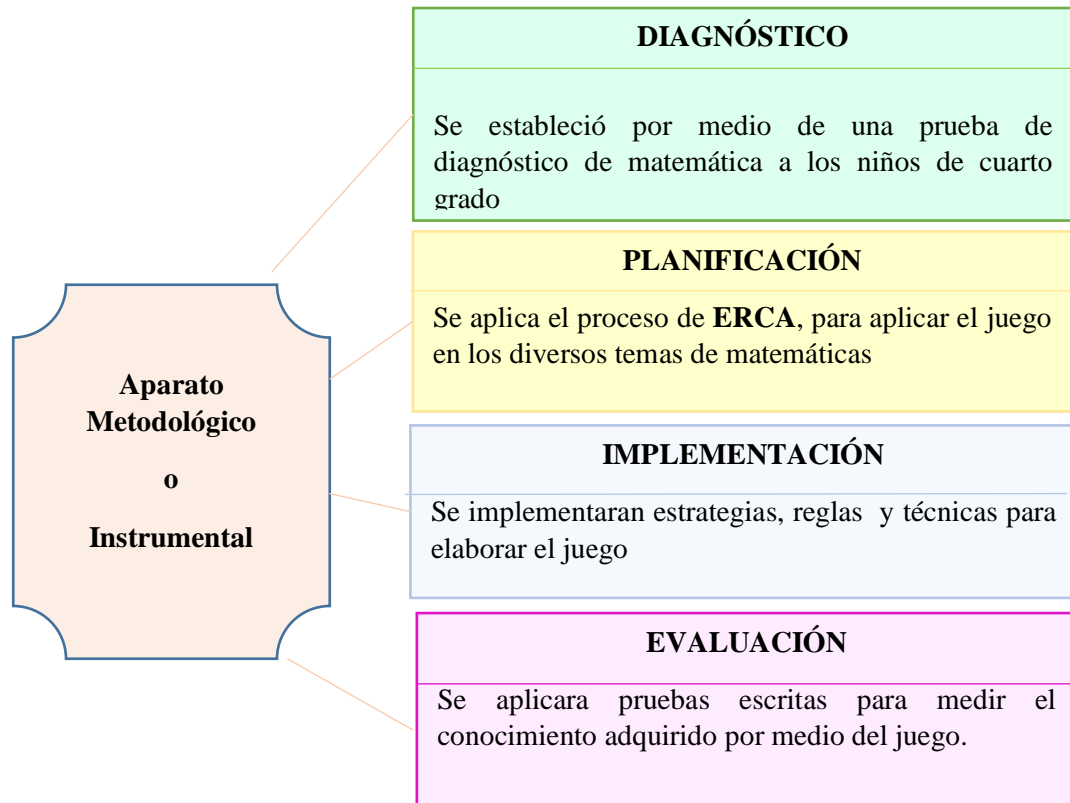 DIAGNÓSTICO
Se estableció por medio de una prueba de
diagnóstico de matemática a los niños de cuarto
grado
PLANIFICACIÓN
Se aplica el proceso de ERCA, para aplicar el juego
en los diversos temas de matemáticas
Aparato
Metodológico
o
Instrumental
IMPLEMENTACIÓN
Se implementaran estrategias, reglas y técnicas para
elaborar el juego
EVALUACIÓN
Se aplicara pruebas escritas para medir el
conocimiento adquirido por medio del juego.